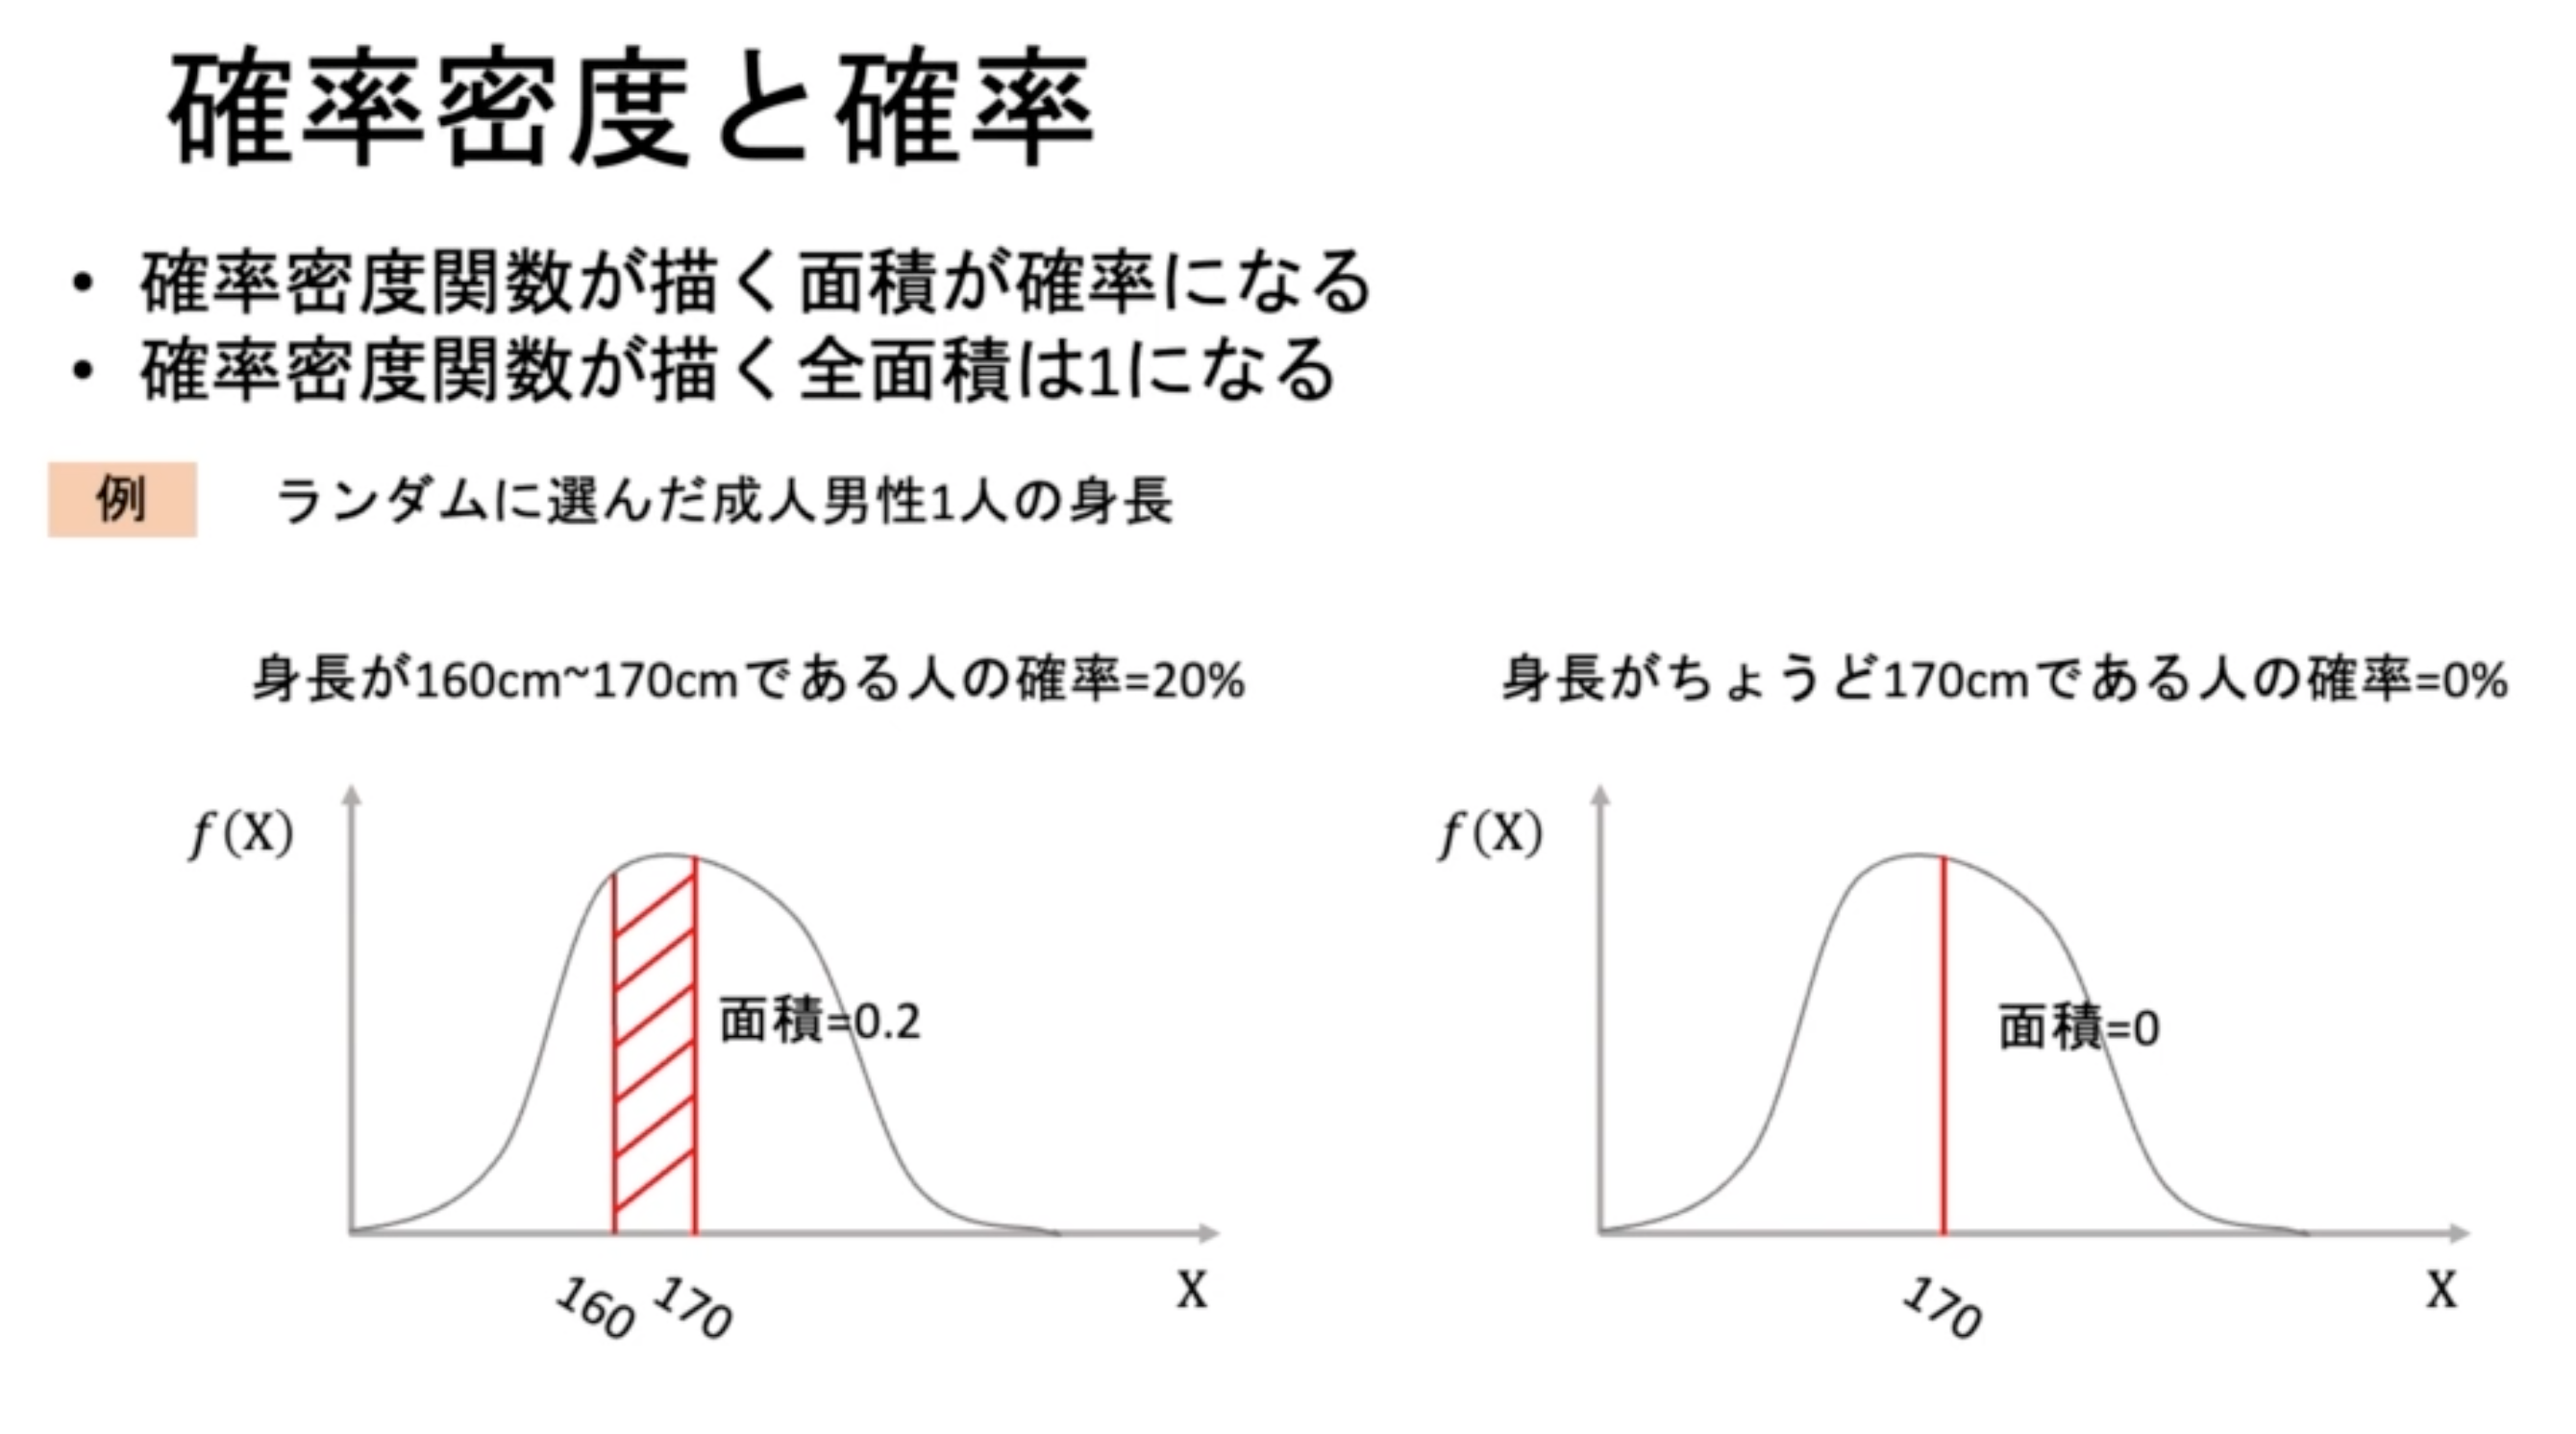 確率密度と確率
• 確率密度関数が描く面積が確率になる
• 確率密度関数が描く全面積は1になる
例 ランダムに選んだ成人男性1人の身長
身長が160cm~170cmである人の確率=20%
f(X)
面積=0.2
160 170
X
身長がちょうど170cmである人の確率=0%
f(X)
面積=0
170
X